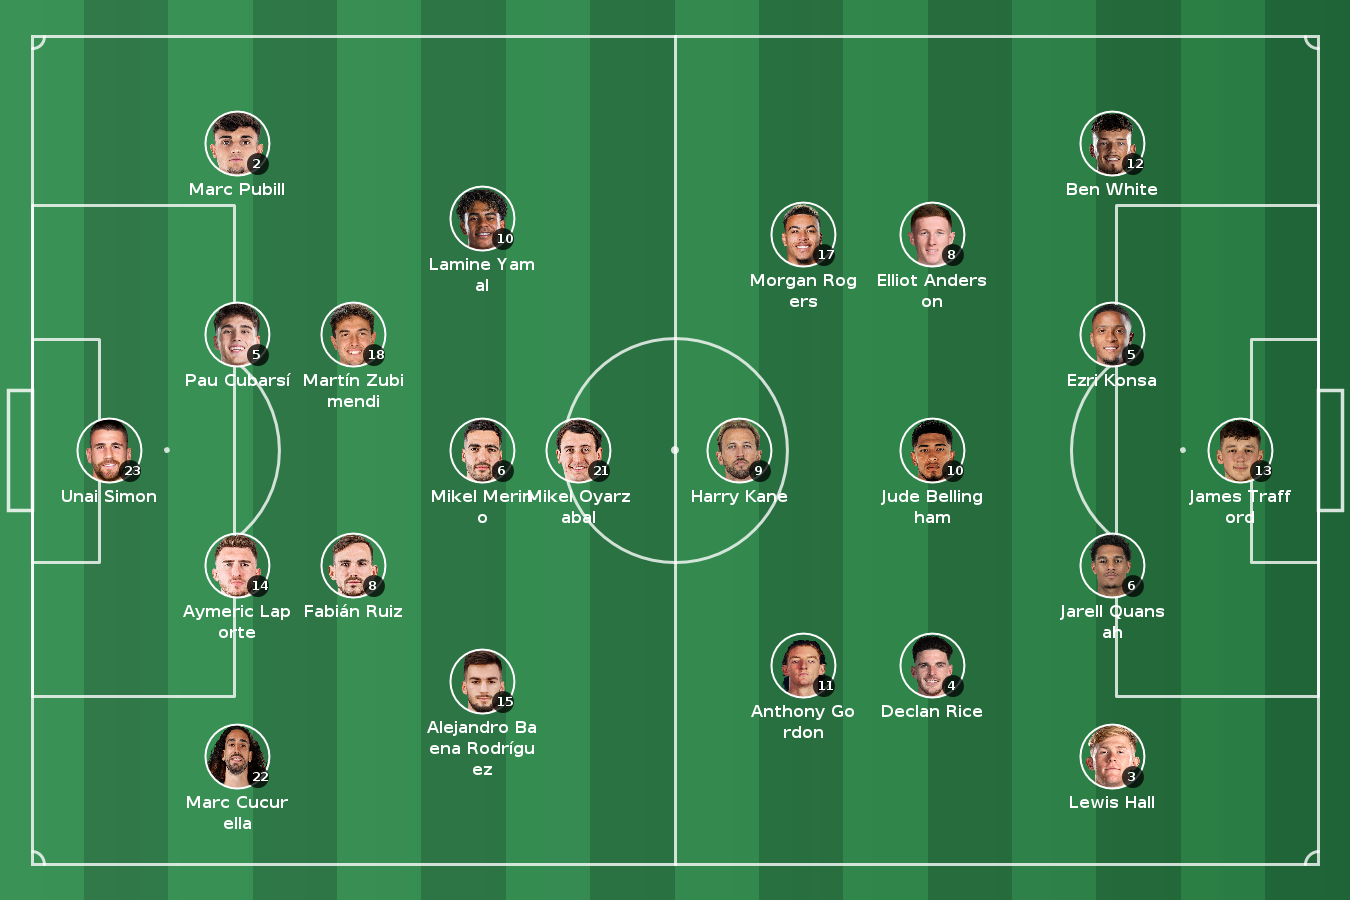 2
Marc Pubill
12
Ben White
10
Lamine Yam
al
17
Morgan Rog
ers
8
Elliot Anders
on
5
Pau Cubarsí
18
Martín Zubi
mendi
5
Ezri Konsa
23
Unai Simon
6
Mikel Merin
o
21
Mikel Oyarz
abal
9
Harry Kane
10
Jude Belling
ham
13
James Traff
ord
14
Aymeric Lap
orte
8
Fabián Ruiz
6
Jarell Quans
ah
15
Alejandro Ba
ena Rodrígu
ez
11
Anthony Go
rdon
4
Declan Rice
22
Marc Cucur
ella
3
Lewis Hall